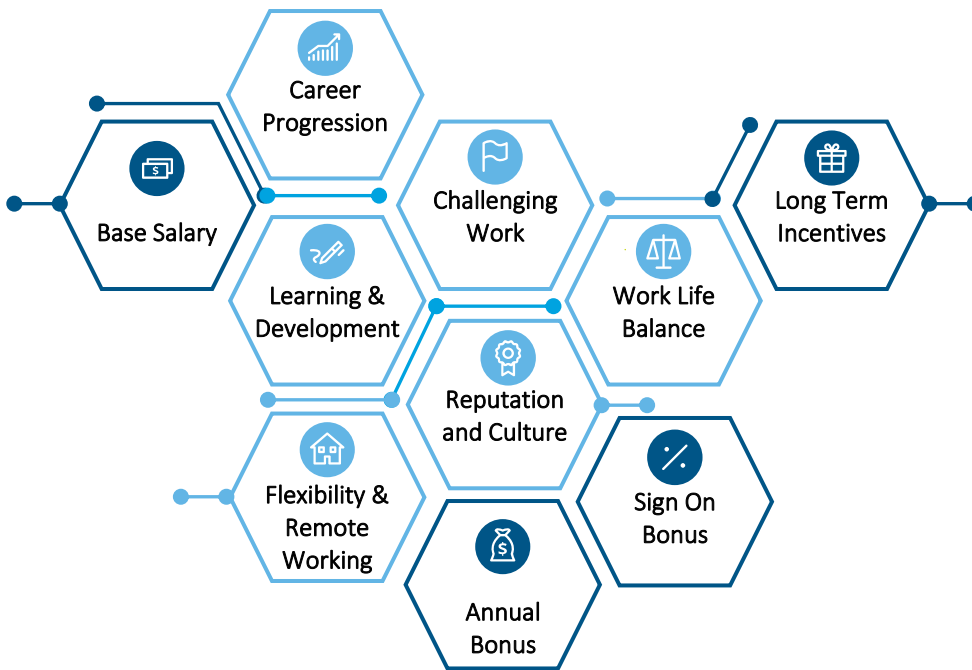 Career
Progression
Base Salary
Challenging
Work
Long Term
Incentives
Learning &
Development
Work Life
Balance
Reputation
and Culture
Flexibility &
Remote
Working
Sign On
Bonus
$
Annual
Bonus
$